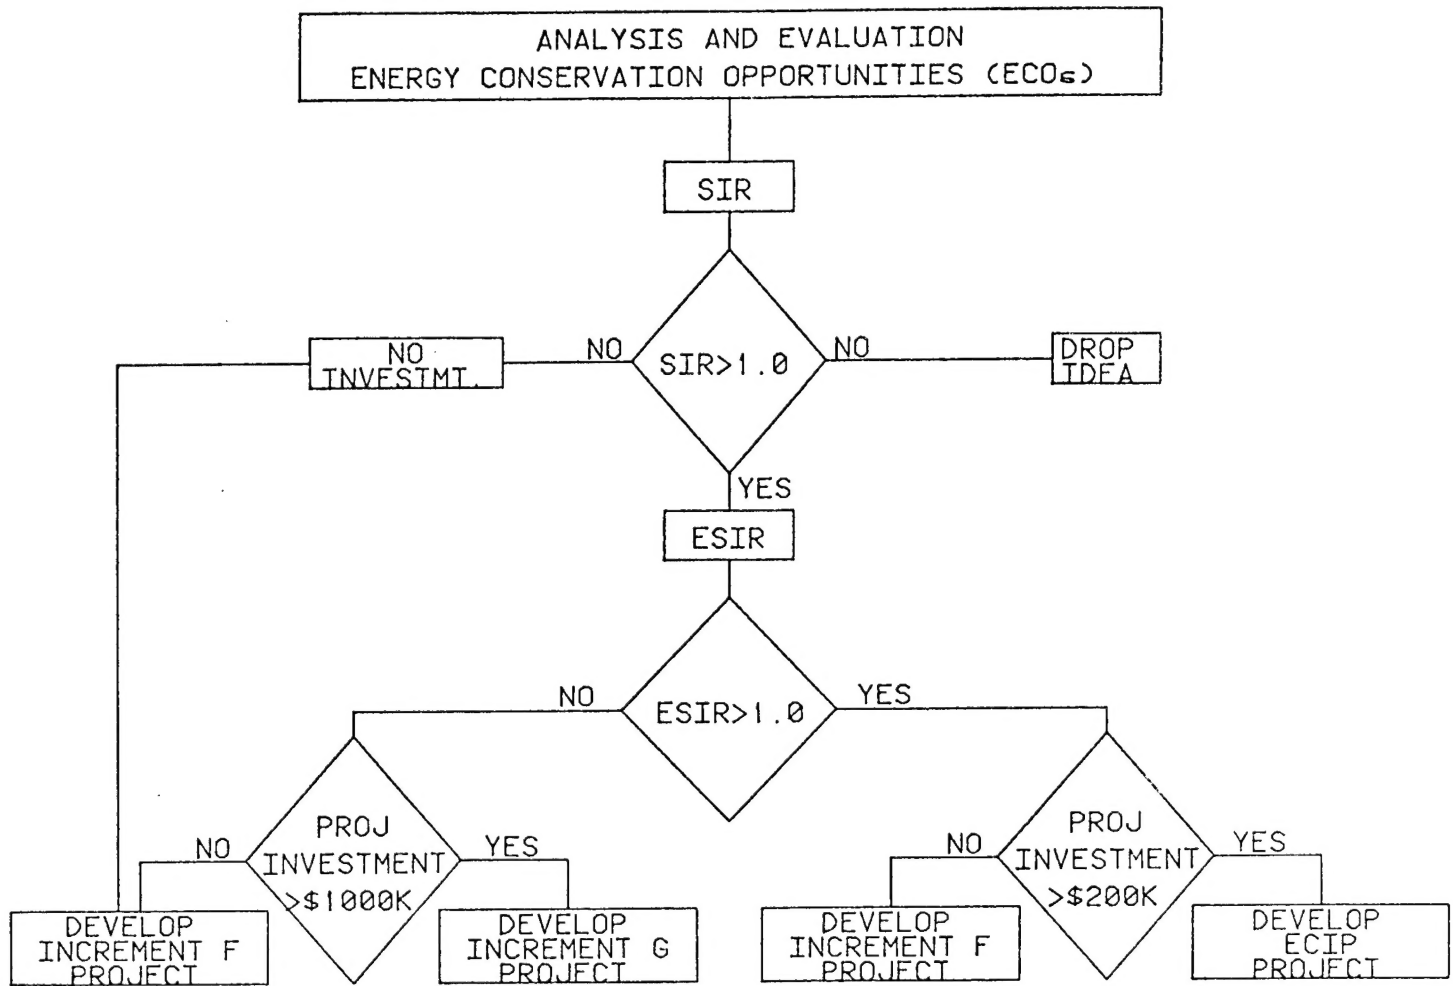 ANALYSIS AND EVALUATION
ENERGY CONSERVATION OPPORTUNITIES (ECOs)
SIR
NO
INVESTMT.
NO
SIR>1.0
NO
DROP
IDEA
YES
ESIR
NO
ESIR>1.0
YES
NO
PROJ
INVESTMENT
>$1000K
YES
NO
PROJ
INVESTMENT
>$200K
YES
DEVELOP
INCREMENT F
PROJECT
DEVELOP
INCREMENT G
PROJECT
DEVELOP
INCREMENT F
PROJECT
DEVELOP
ECIP
PROJECT